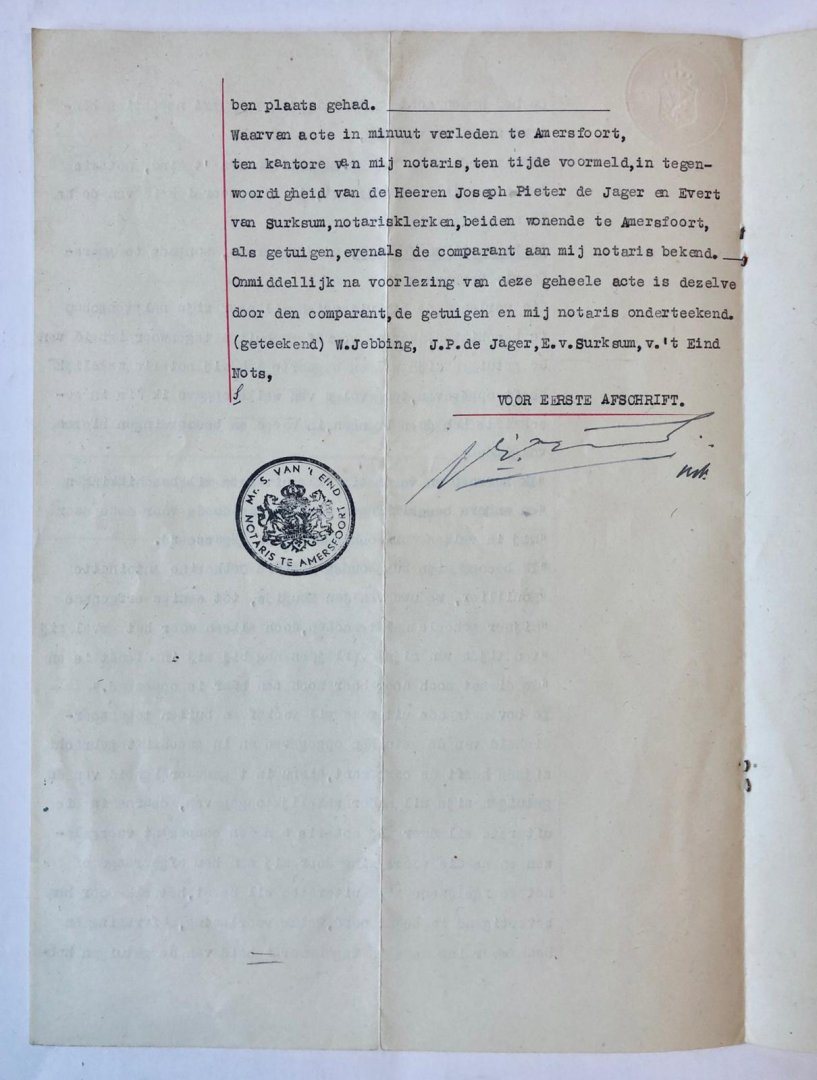 ben plaats gehad.
Waarvan acte in minuut verleden te Amersfoort,
ten kantore van mij notaris,ten tijde voormeld,in tegen-
woordigheid van de Heeren Joseph Pieter de Jager en Evert
van Surksum,notarisklerken,beiden wonende te Amersfoort,
als getuigen,evenals de comparant aan mij notaris bekend.
Onmiddellijk na voorlezing van deze geheele acte is dezelve
door den comparant,de getuigen en mij notaris onderteekend.
(geteekend) W.Jebbing, J.P.de Jager,E.v.Surksum,v.'t Eind
Nots,
VOOR EERSTE AFSCHRIFT.
Mr. S. VAN 't EIND
NOTARIS TE AMERSFOORT